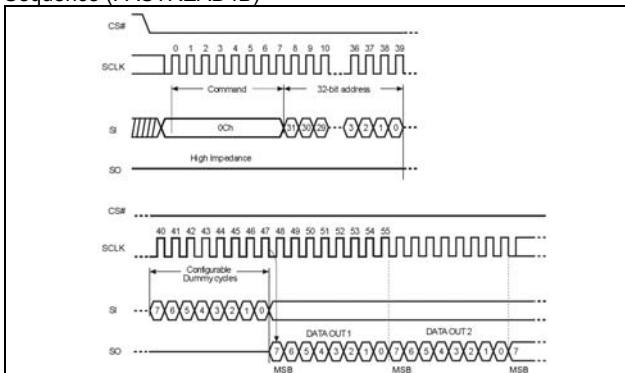 Sequence (FASTREAD4B)
CS#
0 1 2 3 4 5 6 7 8 9 10 36 37 38 39
SCLK
Command 32-bit address
SI 0Ch 31 30 29 3 2 1 0
High Impedance
SO
CS#
40 41 42 43 44 45 46 47 48 49 50 51 52 53 54 55
SCLK
Configurable
Dummy cycles
SI 7 6 5 4 3 2 1 0
DATA OUT 1 DATA OUT 2
SO 7 6 5 4 3 2 1 0 7 6 5 4 3 2 1 0 7
MSB MSB MSB